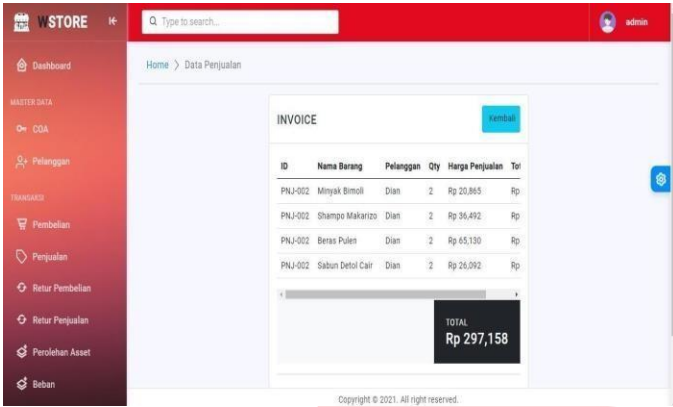 WSTORE
Type to search...
admin
Dashboard
Home > Data Penjualan
MASTER DATA
COA
Pelanggan
TRANSAKSI
Pembelian
Penjualan
Retur Pembelian
Retur Penjualan
Perolehan Asset
Beban
INVOICE
Kembali
ID Nama Barang Pelanggan Qty Harga Penjualan Tot
PNJ-002 Minyak Bimoli Dian 2 Rp 20,865 Rp
PNJ-002 Shampo Makarizo Dian 2 Rp 36,492 Rp
PNJ-002 Beras Pulen Dian 2 Rp 65,130 Rp
PNJ-002 Sabun Detol Cair Dian 2 Rp 26,092 Rp
TOTAL
Rp 297,158
Copyright © 2021. All right reserved.